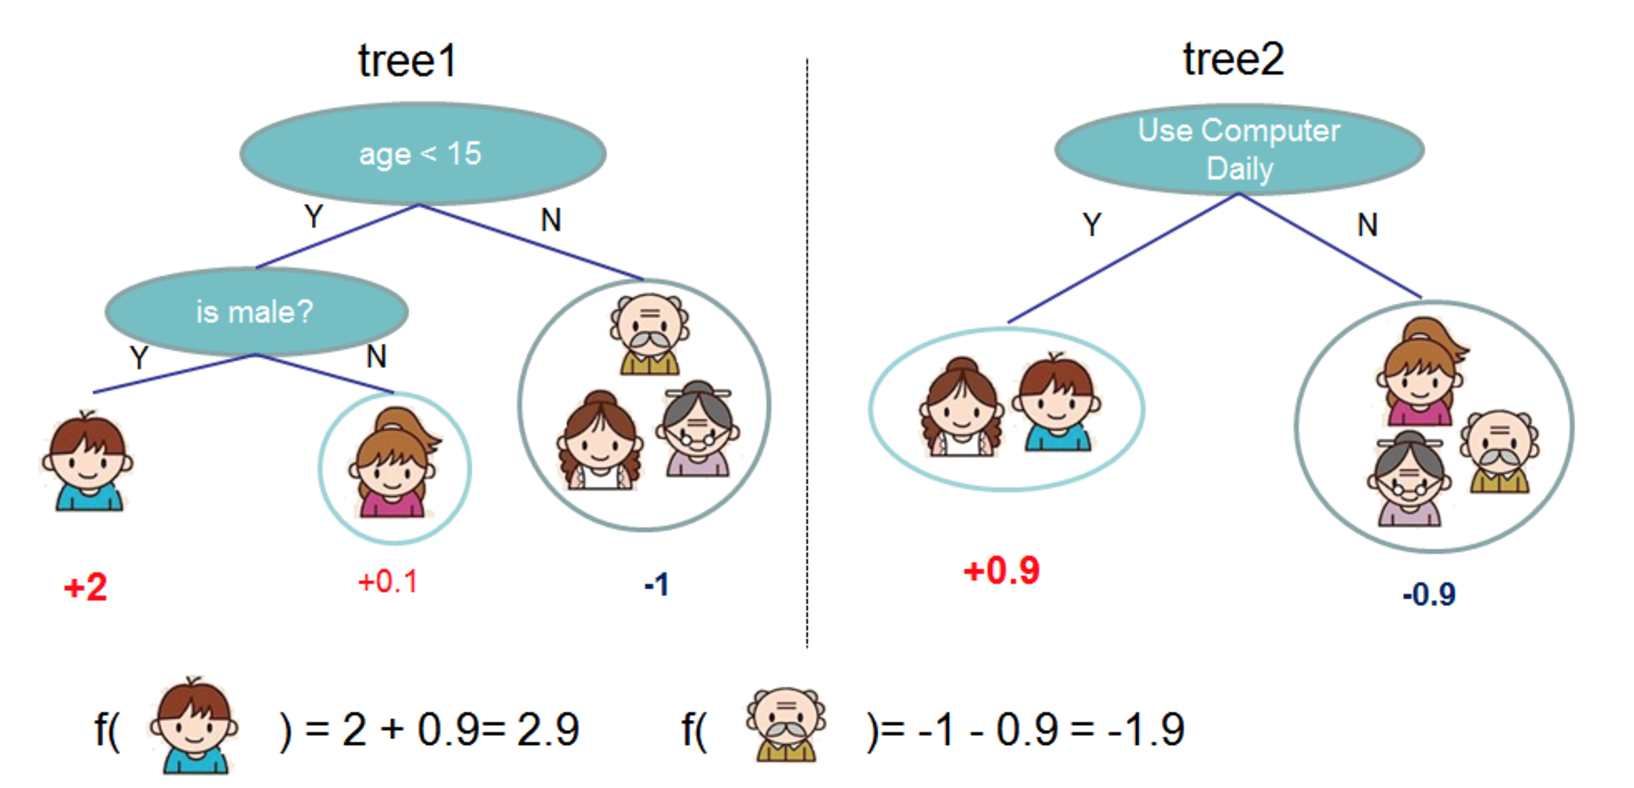 tree1
age < 15
Y
N
is male?
Y
N
+2
+0.1
-1
tree2
Use Computer
Daily
Y
N
+0.9
-0.9
f( ) = 2 + 0.9= 2.9
f( )= -1 - 0.9 = -1.9